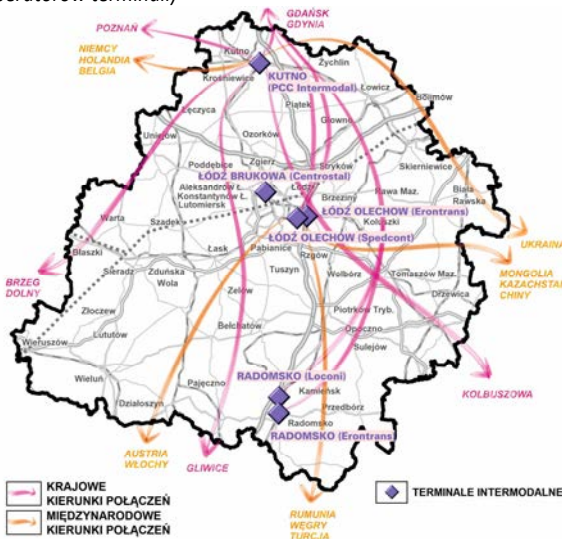 GDAŃSK
GDYNIA
POZNAŃ
NIEMCY
HOLANDIA
BELGIA
Kutno
Żychlin
KUTNO
(PCC Intermodal)
Krośniewice
Łowicz
Bolimów
Łęczyca
Piątek
Głowno
Uniejów
Ozorków
Stryków
Skierniewice
Poddębice
Zgierz
ŁÓDŹ BRUKOWA (Centrostal)
Aleksandrów Ł.
Konstantynów Ł.
Lutomiersk
Łódź
Brzeziny
Rawa Maz.
Biała
Rawska
Warta
Szadek
ŁÓDŹ OLECHÓW (Erontrans)
Koluszki
ŁÓDŹ OLECHÓW (Spedcont)
UKRAINA
Błaszki
Łask
Pabianice
Rzgów
BRZEG
DOLNY
Sieradz
Zduńska
Wola
Tuszyn
Wolbórz
Tomaszów Maz.
MONGOLIA
KAZACHSTAN
CHINY
Drzewica
Złoczew
Zelów
Piotrków Tryb.
Bełchatów
Opoczno
Lututów
Sulejów
Wieruszów
RADOMSKO (Loconi)
Wieluń
Pajęczno
Kamieńsk
KOLBUSZOWA
Działoszyn
Przedbórz
Radomsko
RADOMSKO (Erontrans)
AUSTRIA
WŁOCHY
GLIWICE
RUMUNIA
WĘGRY
TURCJA
KRAJOWE
KIERUNKI POŁĄCZEŃ
MIĘDZYNARODOWE
KIERUNKI POŁĄCZEŃ
TERMINALE INTERMODALNE